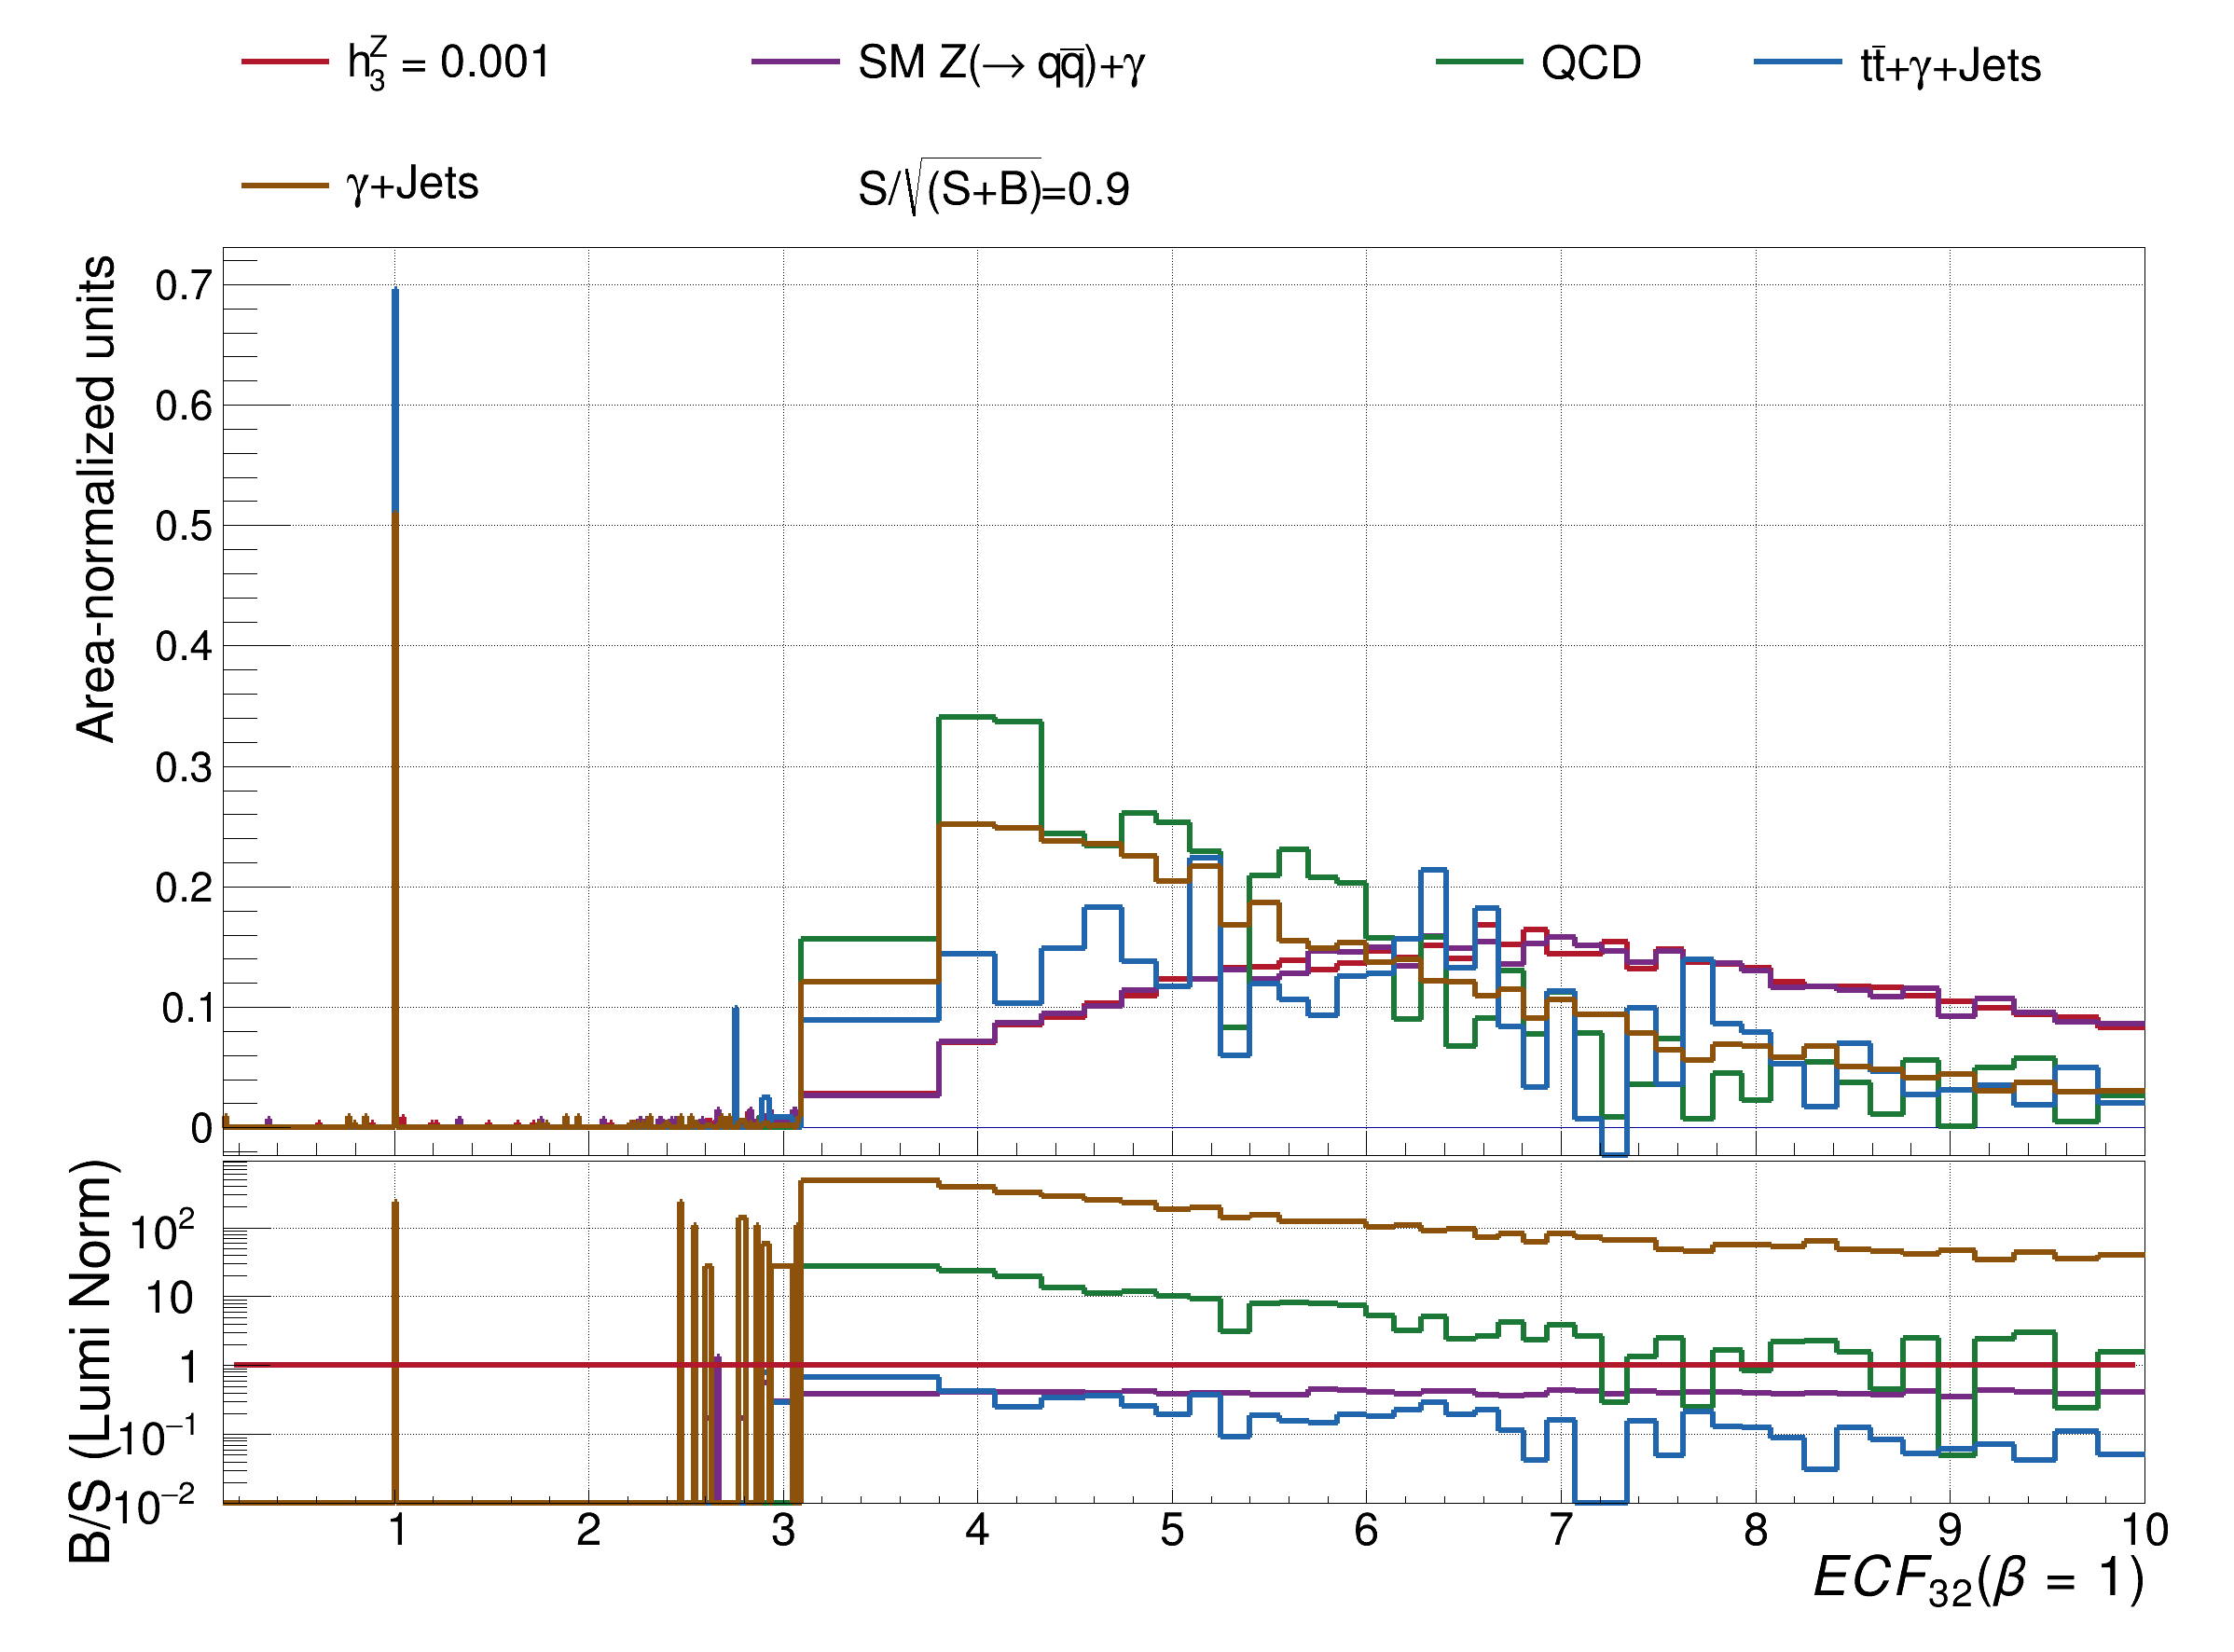 h₃ᶻ = 0.001
SM Z(→ qq̅)+γ
QCD
tt̄+γ+Jets
γ+Jets
S/√(S+B)=0.9
Area-normalized units
0.7
0.6
0.5
0.4
0.3
0.2
0.1
0
B/S (Lumi Norm)
10²
10
1
10⁻¹
10⁻²
1 2 3 4 5 6 7 8 9 10
ECF₃₂(β = 1)